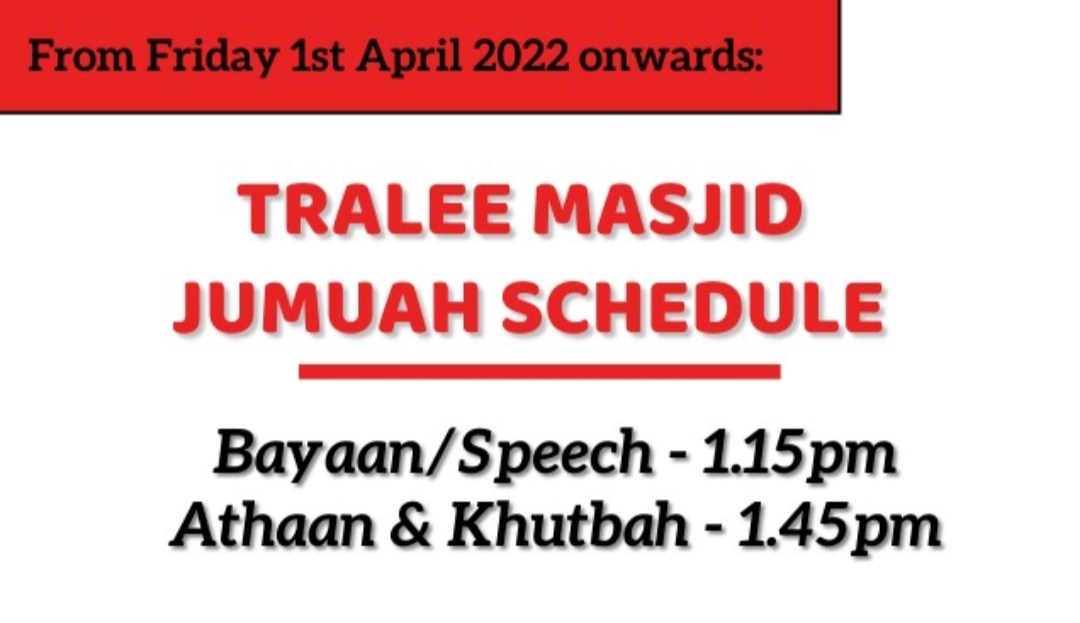 From Friday 1st April 2022 onwards:
TRALEE MASJID
JUMUAH SCHEDULE
Bayaan/Speech - 1.15pm
Athaan & Khutbah - 1.45pm